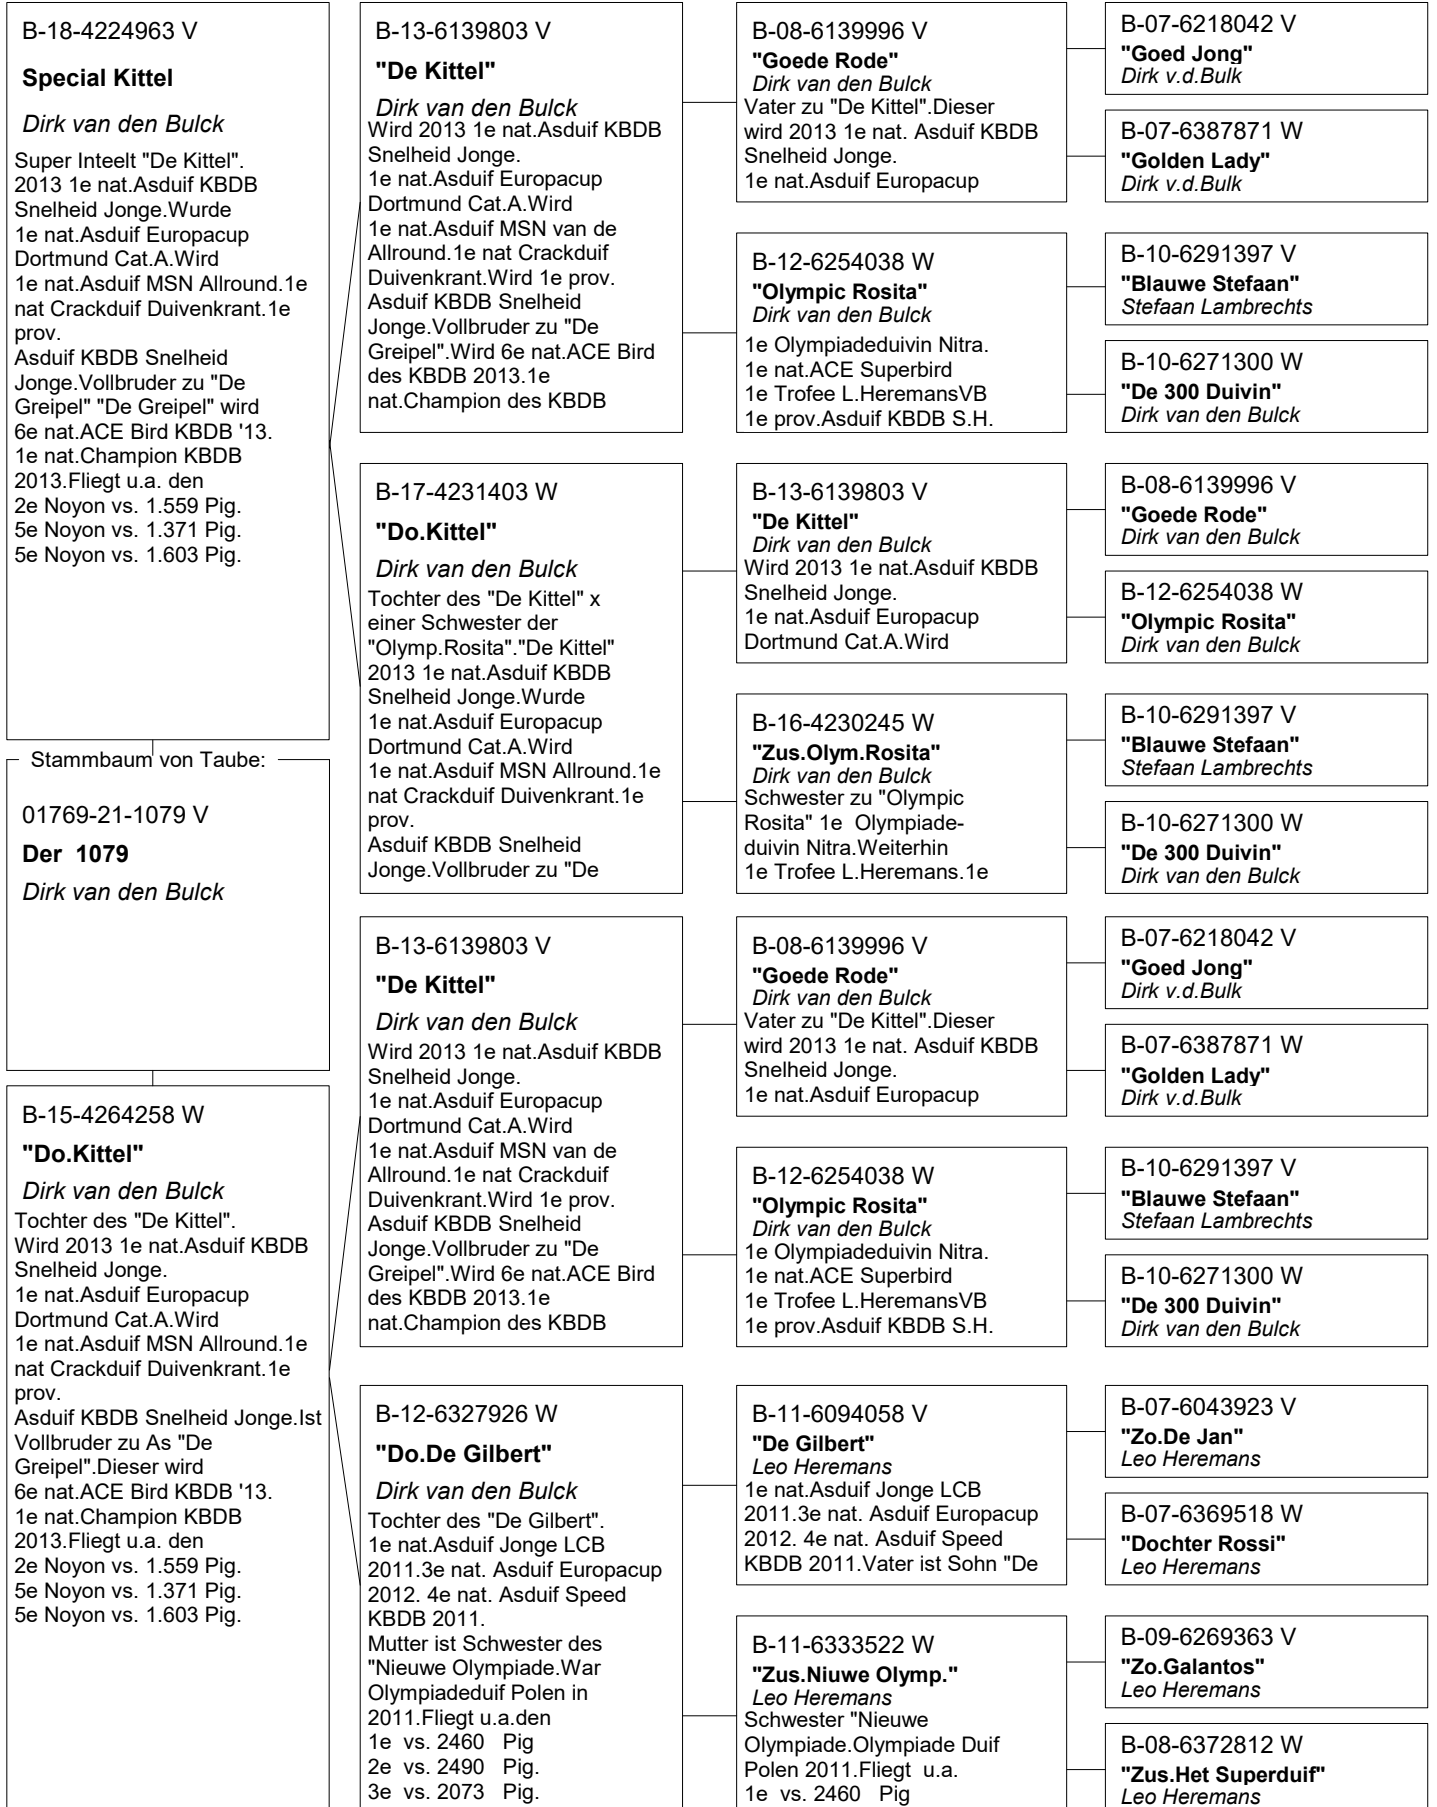 B-18-4224963 V
Special Kittel
Dirk van den Bulck
Super Inteelt "De Kittel".
2013 1e nat.Asduif KBDB
Snelheid Jonge.Wurde
1e nat.Asduif Europacup
Dortmund Cat.A.Wird
1e nat.Asduif MSN Allround.1e
nat Crackduif Duivenkrant.1e
prov.
Asduif KBDB Snelheid
Jonge.Vollbruder zu "De
Greipel" "De Greipel" wird
6e nat.ACE Bird KBDB '13.
1e nat.Champion KBDB
2013.Fliegt u.a. den
2e Noyon vs. 1.559 Pig.
5e Noyon vs. 1.371 Pig.
5e Noyon vs. 1.603 Pig.
Stammbaum von Taube:
01769-21-1079 V
Der 1079
Dirk van den Bulck
B-15-4264258 W
"Do.Kittel"
Dirk van den Bulck
Tochter des "De Kittel".
Wird 2013 1e nat.Asduif KBDB
Snelheid Jonge.
1e nat.Asduif Europacup
Dortmund Cat.A.Wird
1e nat.Asduif MSN Allround.1e
nat Crackduif Duivenkrant.1e
prov.
Asduif KBDB Snelheid Jonge.Ist
Vollbruder zu As "De
Greipel".Dieser wird
6e nat.ACE Bird KBDB '13.
1e nat.Champion KBDB
2013.Fliegt u.a. den
2e Noyon vs. 1.559 Pig.
5e Noyon vs. 1.371 Pig.
5e Noyon vs. 1.603 Pig.
B-13-6139803 V
"De Kittel"
Dirk van den Bulck
Wird 2013 1e nat.Asduif KBDB
Snelheid Jonge.
1e nat.Asduif Europacup
Dortmund Cat.A.Wird
1e nat.Asduif MSN van de
Allround.1e nat Crackduif
Duivenkrant.Wird 1e prov.
Asduif KBDB Snelheid
Jonge.Vollbruder zu "De
Greipel".Wird 6e nat.ACE Bird
des KBDB 2013.1e
nat.Champion des KBDB
B-17-4231403 W
"Do.Kittel"
Dirk van den Bulck
Tochter des "De Kittel" x
einer Schwester der
"Olymp.Rosita"."De Kittel"
2013 1e nat.Asduif KBDB
Snelheid Jonge.Wurde
1e nat.Asduif Europacup
Dortmund Cat.A.Wird
1e nat.Asduif MSN Allround.1e
nat Crackduif Duivenkrant.1e
prov.
Asduif KBDB Snelheid
Jonge.Vollbruder zu "De
B-13-6139803 V
"De Kittel"
Dirk van den Bulck
Wird 2013 1e nat.Asduif KBDB
Snelheid Jonge.
1e nat.Asduif Europacup
Dortmund Cat.A.Wird
1e nat.Asduif MSN van de
Allround.1e nat Crackduif
Duivenkrant.Wird 1e prov.
Asduif KBDB Snelheid
Jonge.Vollbruder zu "De
Greipel".Wird 6e nat.ACE Bird
des KBDB 2013.1e
nat.Champion des KBDB
B-12-6327926 W
"Do.De Gilbert"
Dirk van den Bulck
Tochter des "De Gilbert".
1e nat.Asduif Jonge LCB
2011.3e nat. Asduif Europacup
2012. 4e nat. Asduif Speed
KBDB 2011.
Mutter ist Schwester des
"Nieuwe Olympiade.War
Olympiadeduif Polen in
2011.Fliegt u.a.den
1e vs. 2460 Pig
2e vs. 2490 Pig.
3e vs. 2073 Pig.
B-08-6139996 V
"Goede Rode"
Dirk van den Bulck
Vater zu "De Kittel".Dieser
wird 2013 1e nat. Asduif KBDB
Snelheid Jonge.
1e nat.Asduif Europacup
B-12-6254038 W
"Olympic Rosita"
Dirk van den Bulck
1e Olympiadeduivin Nitra.
1e nat.ACE Superbird
1e Trofee L.HeremansVB
1e prov.Asduif KBDB S.H.
B-13-6139803 V
"De Kittel"
Dirk van den Bulck
Wird 2013 1e nat.Asduif KBDB
Snelheid Jonge.
1e nat.Asduif Europacup
Dortmund Cat.A.Wird
B-16-4230245 W
"Zus.Olym.Rosita"
Dirk van den Bulck
Schwester zu "Olympic
Rosita" 1e Olympiade-
duivin Nitra.Weiterhin
1e Trofee L.Heremans.1e
B-08-6139996 V
"Goede Rode"
Dirk van den Bulck
Vater zu "De Kittel".Dieser
wird 2013 1e nat. Asduif KBDB
Snelheid Jonge.
1e nat.Asduif Europacup
B-12-6254038 W
"Olympic Rosita"
Dirk van den Bulck
1e Olympiadeduivin Nitra.
1e nat.ACE Superbird
1e Trofee L.HeremansVB
1e prov.Asduif KBDB S.H.
B-11-6094058 V
"De Gilbert"
Leo Heremans
1e nat.Asduif Jonge LCB
2011.3e nat. Asduif Europacup
2012. 4e nat. Asduif Speed
KBDB 2011.Vater ist Sohn "De
B-11-6333522 W
"Zus.Niuwe Olymp."
Leo Heremans
Schwester "Nieuwe
Olympiade.Olympiade Duif
Polen 2011.Fliegt u.a.
1e vs. 2460 Pig
B-07-6218042 V
"Goed Jong"
Dirk v.d.Bulk
B-07-6387871 W
"Golden Lady"
Dirk v.d.Bulk
B-10-6291397 V
"Blauwe Stefaan"
Stefaan Lambrechts
B-10-6271300 W
"De 300 Duivin"
Dirk van den Bulck
B-08-6139996 V
"Goede Rode"
Dirk van den Bulck
B-12-6254038 W
"Olympic Rosita"
Dirk van den Bulck
B-10-6291397 V
"Blauwe Stefaan"
Stefaan Lambrechts
B-10-6271300 W
"De 300 Duivin"
Dirk van den Bulck
B-07-6218042 V
"Goed Jong"
Dirk v.d.Bulk
B-07-6387871 W
"Golden Lady"
Dirk v.d.Bulk
B-10-6291397 V
"Blauwe Stefaan"
Stefaan Lambrechts
B-10-6271300 W
"De 300 Duivin"
Dirk van den Bulck
B-07-6043923 V
"Zo.De Jan"
Leo Heremans
B-07-6369518 W
"Dochter Rossi"
Leo Heremans
B-09-6269363 V
"Zo.Galantos"
Leo Heremans
B-08-6372812 W
"Zus.Het Superduif"
Leo Heremans